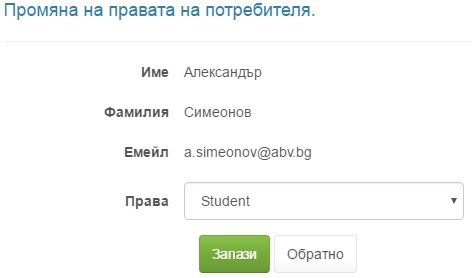 Промяна на правата на потребителя.
Име Александър
Фамилия Симеонов
Емейл a.simeonov@abv.bg
Права Student
Запази Обратно